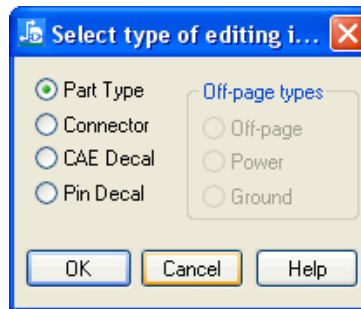 Select type of editing i...
Part Type
Connector
CAE Decal
Pin Decal
Off-page types
Off-page
Power
Ground
OK
Cancel
Help